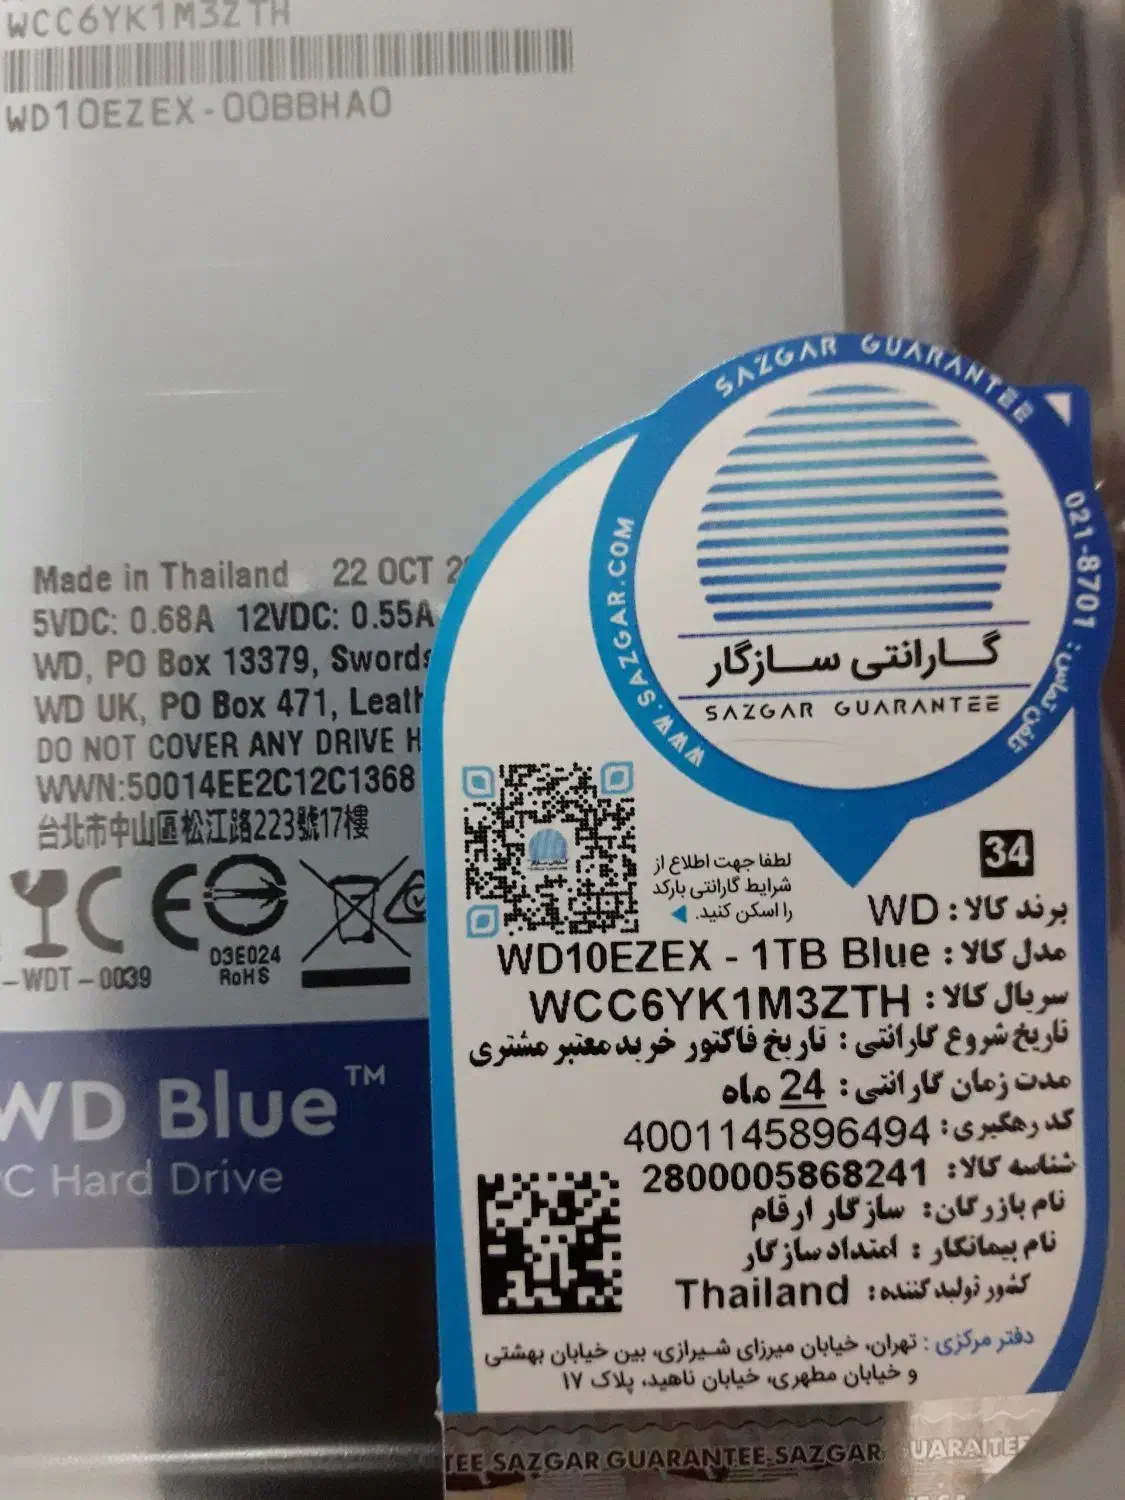 WCC6YK1M3ZTH
WD10EZEX-00BBHA0
Made in Thailand 22 OCT
5VDC: 0.68A 12VDC: 0.55A
WD, PO Box 13379, Swords
WD UK, PO Box 471,
DO NOT COVER ANY DRIVE
WWN:50014EE2C12C1368
台北市中山區松江路223號17樓
D3E024
RoHS
-WDT-0039
WD Blue™
PC Hard Drive
SAZGAR GUARANTEE
WWW.SAZGAR.COM
تلفن تماس: 021-8701
گارانتی سازگار
SAZGAR GUARANTEE
لطفا جهت اطلاع از
شرایط گارانتی بارکد
را اسکن کنید.
گارانتی سازگار
34
برند کالا: WD
مدل کالا: WD10EZEX - 1TB Blue
سریال کالا: WCC6YK1M3ZTH
تاریخ شروع گارانتی: تاریخ فاکتور خرید معتبر مشتری
مدت زمان گارانتی: 24 ماه
کد رهگیری: 4001145896494
شناسه کالا: 2800005868241
نام بازرگان: سازگار ارقام
نام پیمانکار: امتداد سازگار
کشور تولید کننده: Thailand
دفتر مرکزی: تهران، خیابان میرزای شیرازی، بین خیابان بهشتی
و خیابان مطهری، خیابان ناهید، پلاک ۱۷
TEE SAZGAR GUARANTEE-SAZGAR